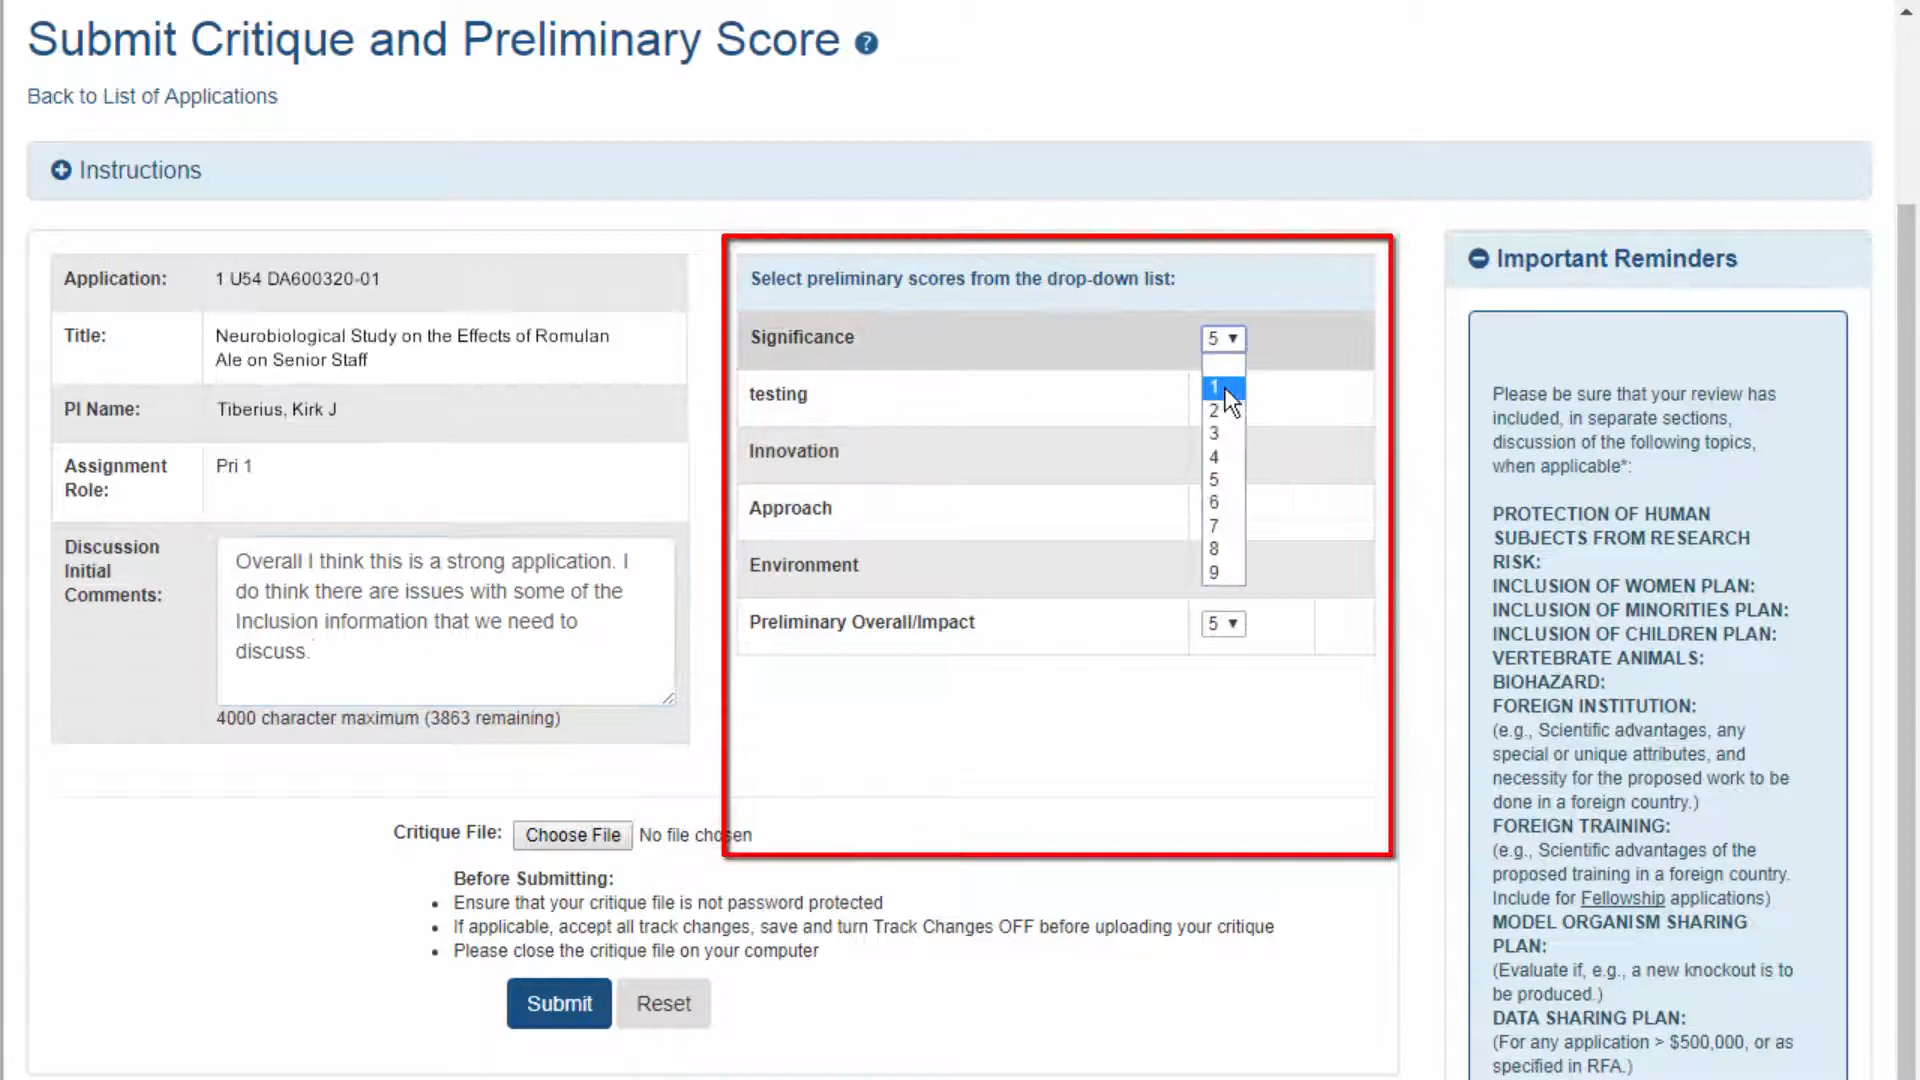 Submit Critique and Preliminary Score ?
Back to List of Applications
Instructions
Application: 1 U54 DA600320-01
Title: Neurobiological Study on the Effects of Romulan
Ale on Senior Staff
PI Name: Tiberius, Kirk J
Assignment
Role:
Pri 1
Discussion
Initial
Comments:
Overall I think this is a strong application. I
do think there are issues with some of the
Inclusion information that we need to
discuss.
4000 character maximum (3863 remaining)
Select preliminary scores from the drop-down list:
Significance 5
1
2
3
4
5
6
7
8
9
testing
Innovation
Approach
Environment
Preliminary Overall/Impact 5
Critique File: Choose File No file chosen
Before Submitting:
• Ensure that your critique file is not password protected
• If applicable, accept all track changes, save and turn Track Changes OFF before uploading your critique
• Please close the critique file on your computer
Submit Reset
Important Reminders
Please be sure that your review has
included, in separate sections,
discussion of the following topics,
when applicable*:
PROTECTION OF HUMAN
SUBJECTS FROM RESEARCH
RISK:
INCLUSION OF WOMEN PLAN:
INCLUSION OF MINORITIES PLAN:
INCLUSION OF CHILDREN PLAN:
VERTEBRATE ANIMALS:
BIOHAZARD:
FOREIGN INSTITUTION:
(e.g., Scientific advantages, any
special or unique attributes, and
necessity for the proposed work to be
done in a foreign country.)
FOREIGN TRAINING:
(e.g., Scientific advantages of the
proposed training in a foreign country.
Include for Fellowship applications)
MODEL ORGANISM SHARING
PLAN:
(Evaluate if, e.g., a new knockout is to
be produced.)
DATA SHARING PLAN:
(For any application > $500,000, or as
specified in RFA.)